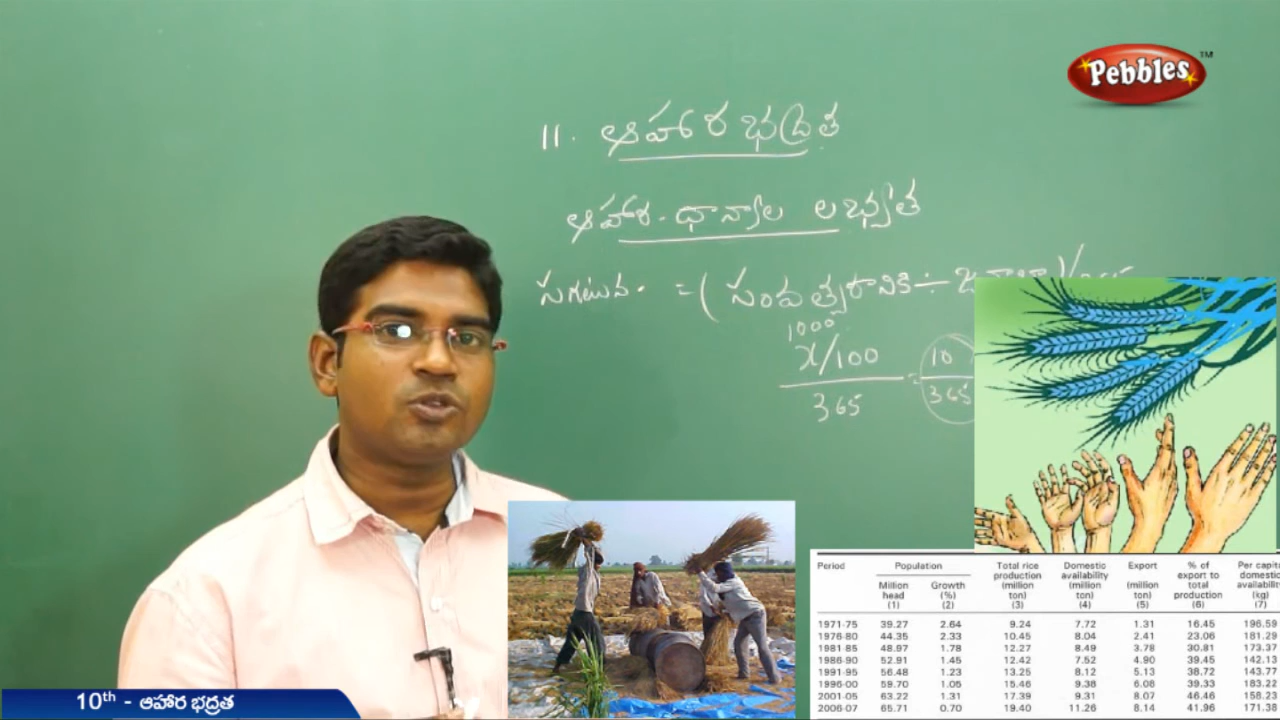 Pebbles™
11. ఆహార భద్రత
ఆహార ధాన్యాల లభ్యత
= ( సంవత్సరానికి ÷
1000
x/100
365
= 10
365
Period Population Total rice production (million ton) (3) Domestic availability (million ton) (4) Export (million ton) (5) % of export to total production (6) Per capita domestic availability (kg) (7)
Million head (1) Growth (%) (2)
1971-75 39.27 2.64 9.24 7.72 1.31 16.45 196.59
1976-80 44.35 2.33 10.45 8.04 2.41 23.06 181.29
1981-85 48.97 1.78 12.27 8.49 3.78 30.81 173.37
1986-90 52.91 1.45 12.42 7.52 4.90 39.45 142.13
1991-95 56.48 1.23 13.25 8.12 5.13 38.72 143.77
1996-00 59.70 1.05 15.46 9.38 6.08 39.33 183.22
2001-05 63.22 1.31 17.39 9.31 8.07 46.46 158.23
2006-07 65.71 0.70 19.40 11.26 8.14 41.96 171.38
10th - ఆహార భద్రత